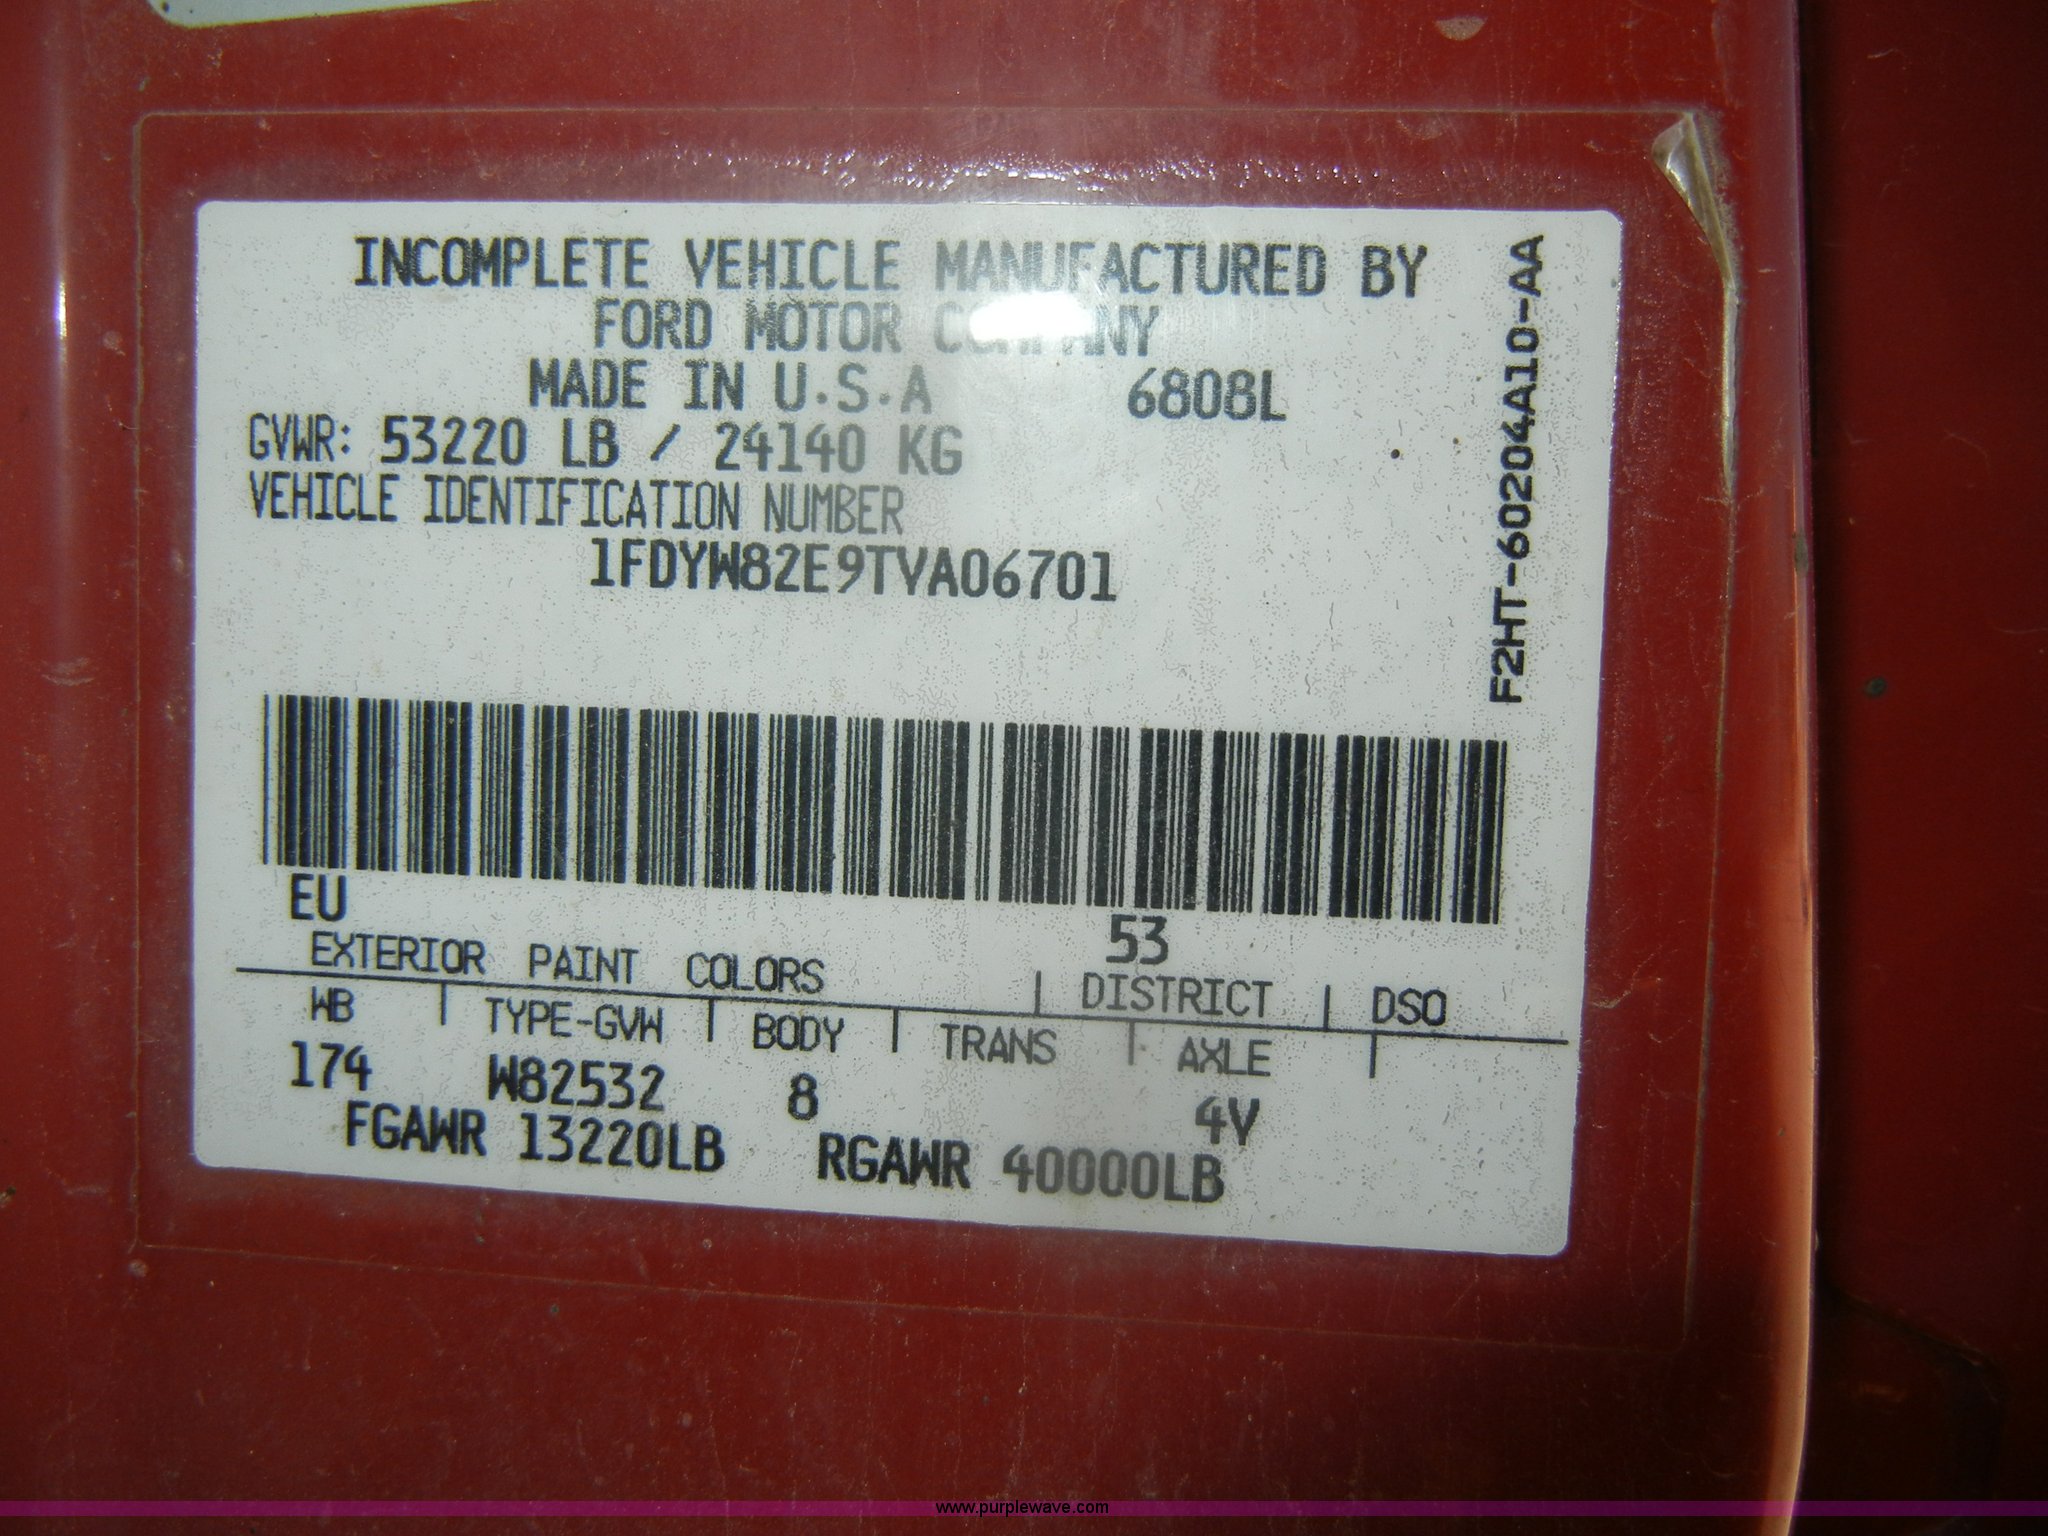 INCOMPLETE VEHICLE MANUFACTURED BY
FORD MOTOR COMPANY
MADE IN U.S.A 6808L
GVWR: 53220 LB / 24140 KG
VEHICLE IDENTIFICATION NUMBER
1FDYW82E9TVA06701
F2HT-60204A10-AA
EU 53
EXTERIOR PAINT COLORS DISTRICT DSO
WB TYPE-GVW BODY TRANS AXLE
174 W82532 8 4V
FGAWR 13220LB RGAWR 40000LB
www.purplewave.com